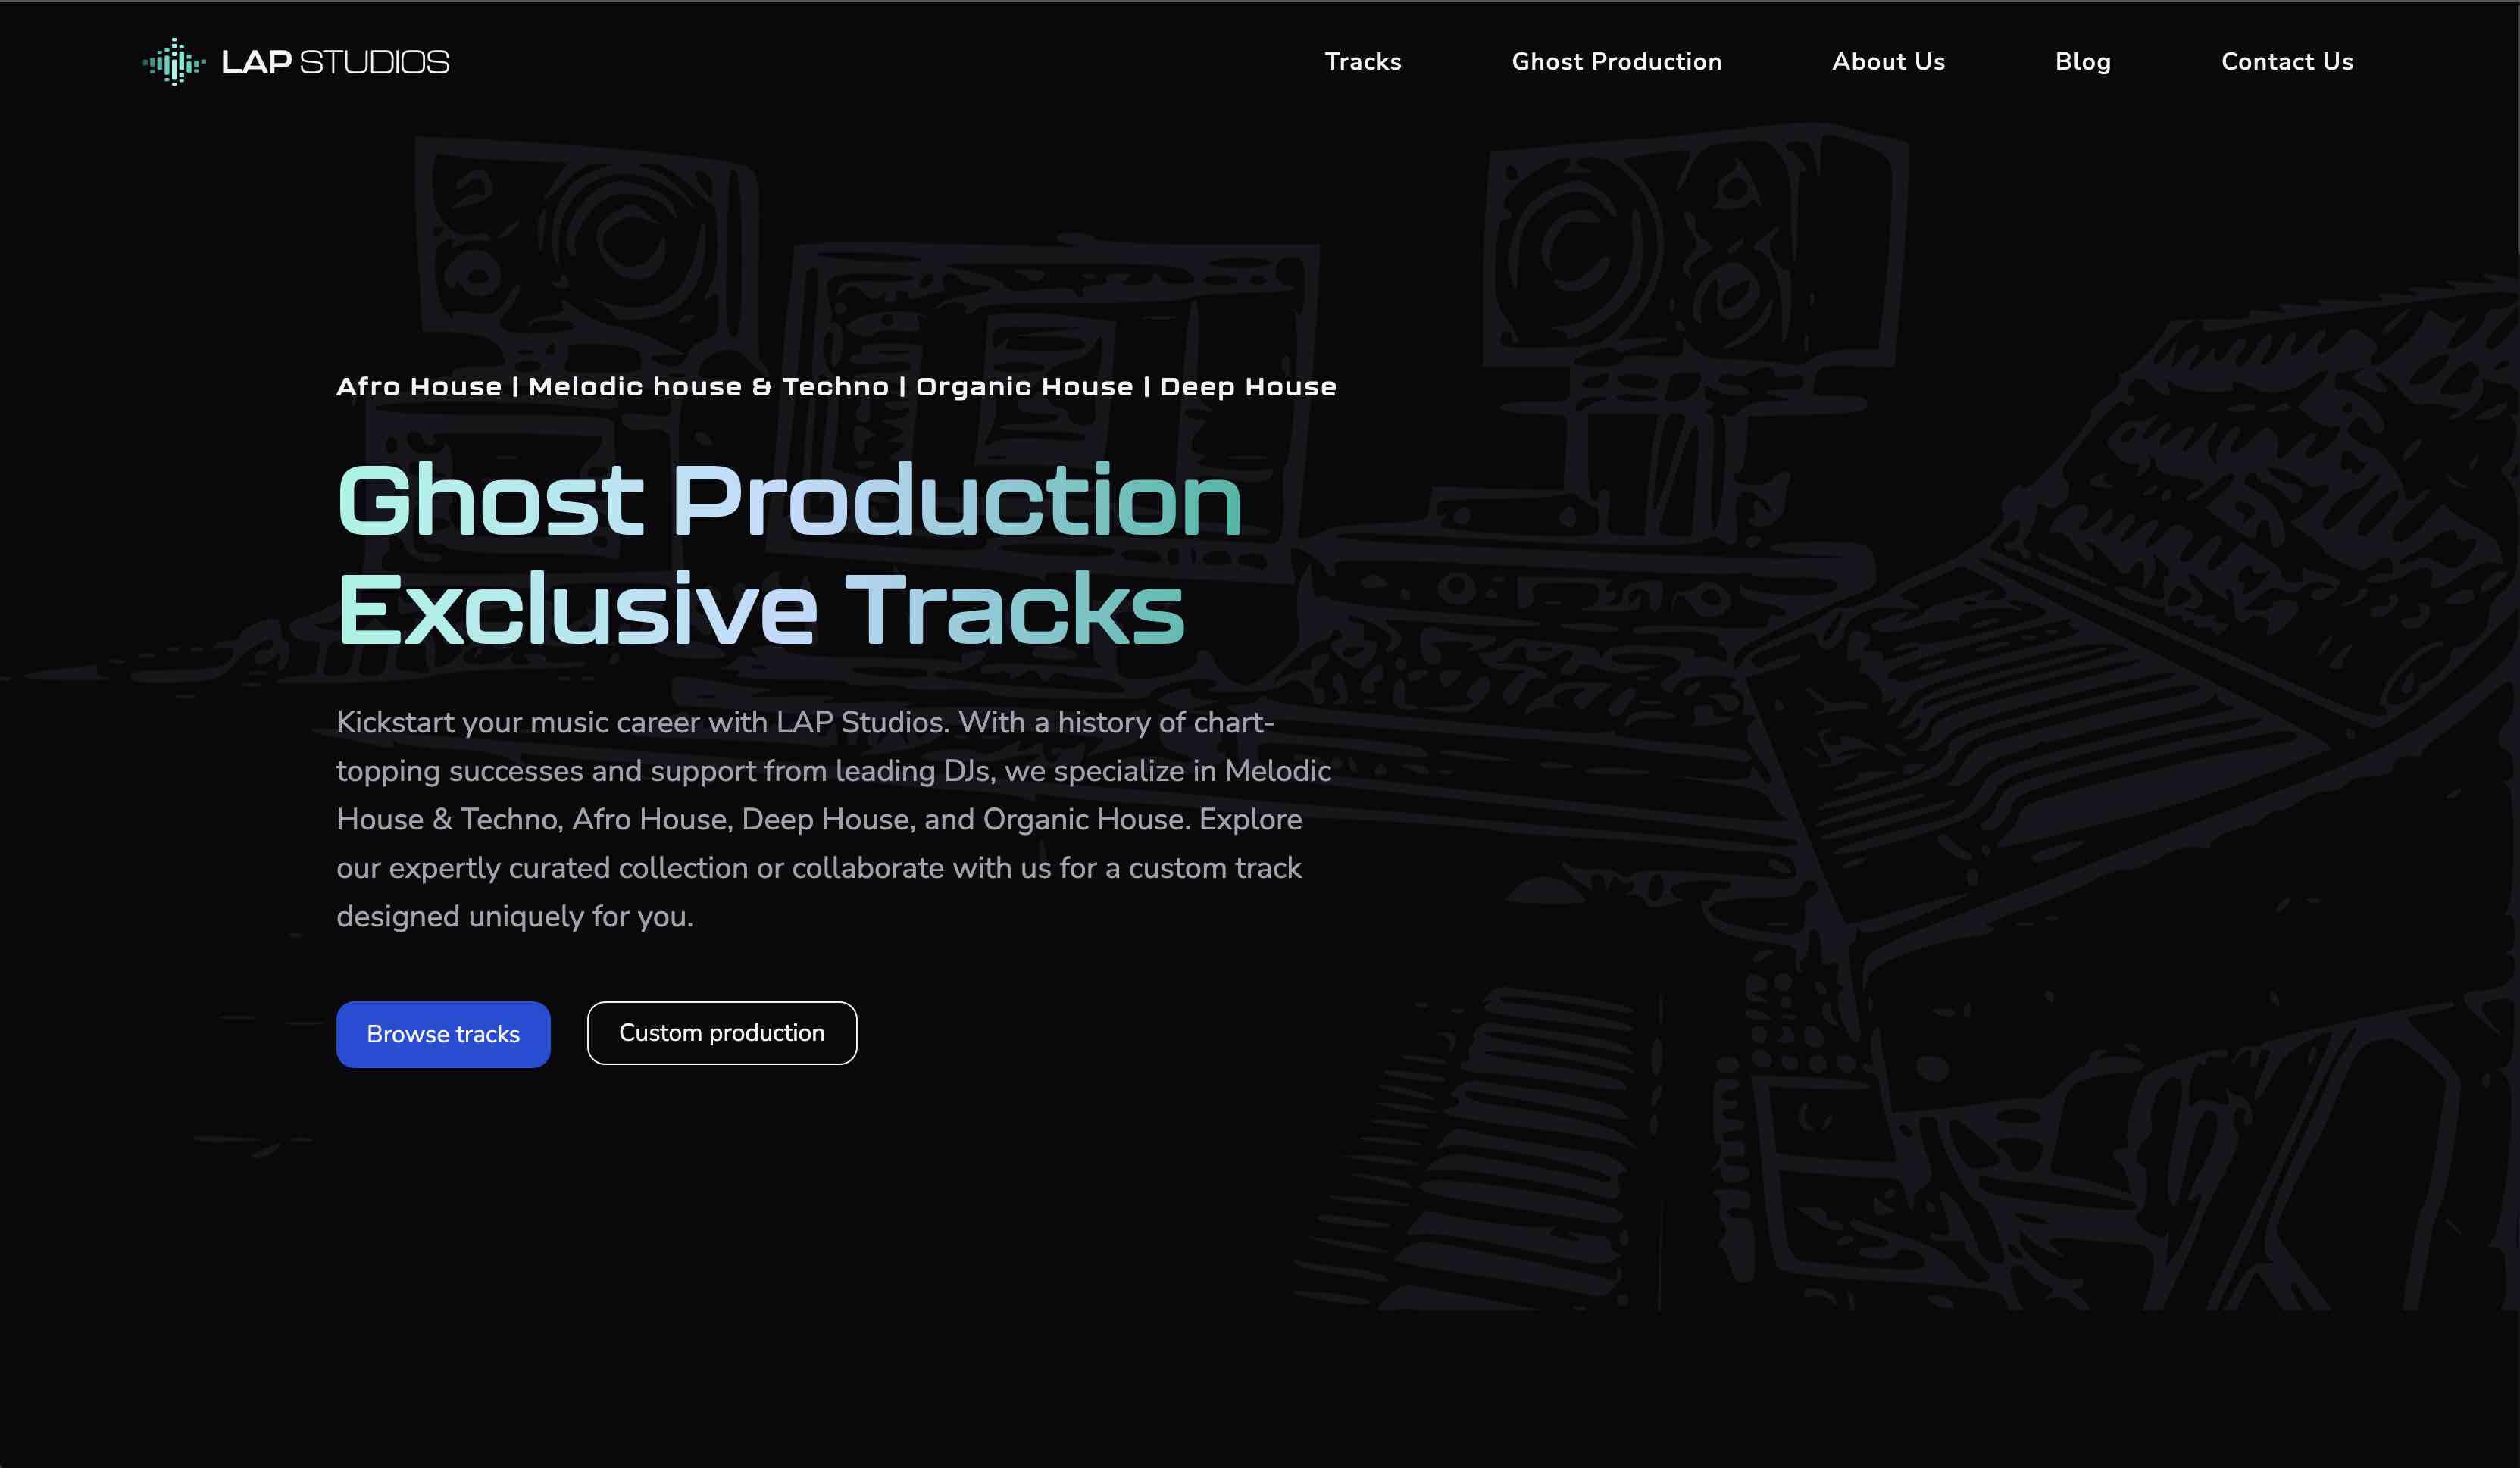 LAP STUDIOS
Tracks
Ghost Production
About Us
Blog
Contact Us
Afro House | Melodic house & Techno | Organic House | Deep House
Ghost Production
Exclusive Tracks
Kickstart your music career with LAP Studios. With a history of chart-
topping successes and support from leading DJs, we specialize in Melodic
House & Techno, Afro House, Deep House, and Organic House. Explore
our expertly curated collection or collaborate with us for a custom track
designed uniquely for you.
Browse tracks
Custom production